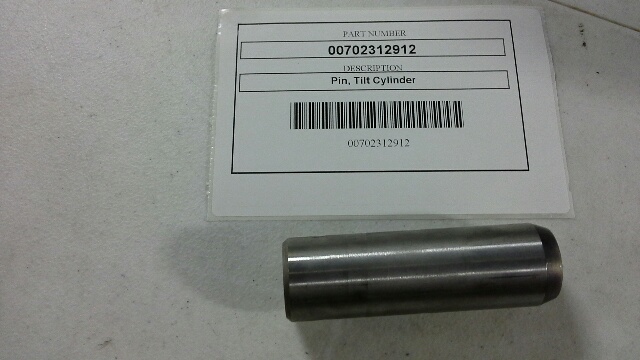 PART NUMBER
00702312912
DESCRIPTION
Pin, Tilt Cylinder
00702312912